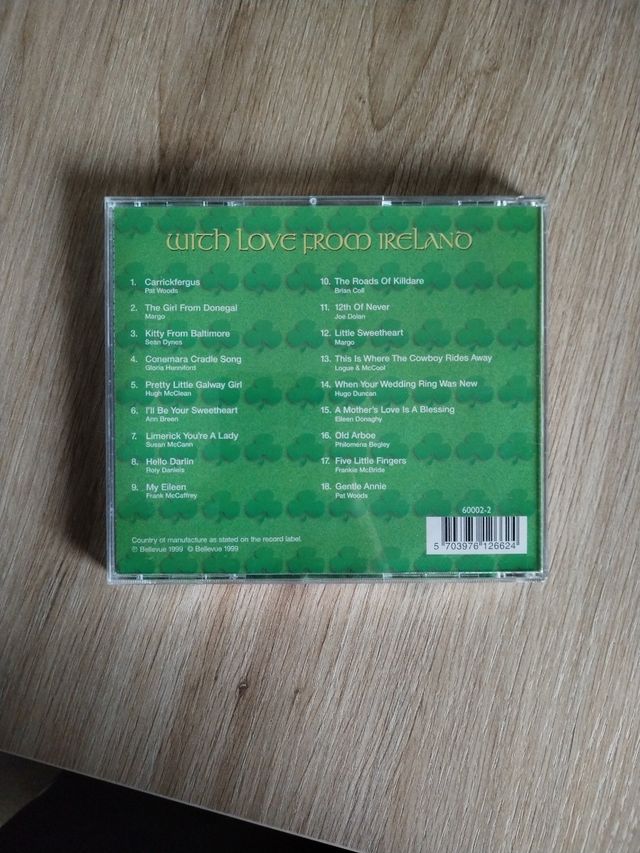 With Love From Ireland
1. Carrickfergus
Pat Woods
2. The Girl From Donegal
Margo
3. Kitty From Baltimore
Sean Dynes
4. Conemara Cradle Song
Gloria Hunniford
5. Pretty Little Galway Girl
Hugh McClean
6. I'll Be Your Sweetheart
Ann Breen
7. Limerick You're A Lady
Susan McCann
8. Hello Darlin
Roly Daniels
9. My Eileen
Frank McCaffrey
10. The Roads Of Killdare
Brian Coll
11. 12th Of Never
Joe Dolan
12. Little Sweetheart
Margo
13. This Is Where The Cowboy Rides Away
Logue & McCool
14. When Your Wedding Ring Was New
Hugo Duncan
15. A Mother's Love Is A Blessing
Eileen Donaghy
16. Old Arboe
Philomena Begley
17. Five Little Fingers
Frankie McBride
18. Gentle Annie
Pat Woods
60002-2
Country of manufacture as stated on the record label.
℗ Bellevue 1999 © Bellevue 1999
5 703976 126624